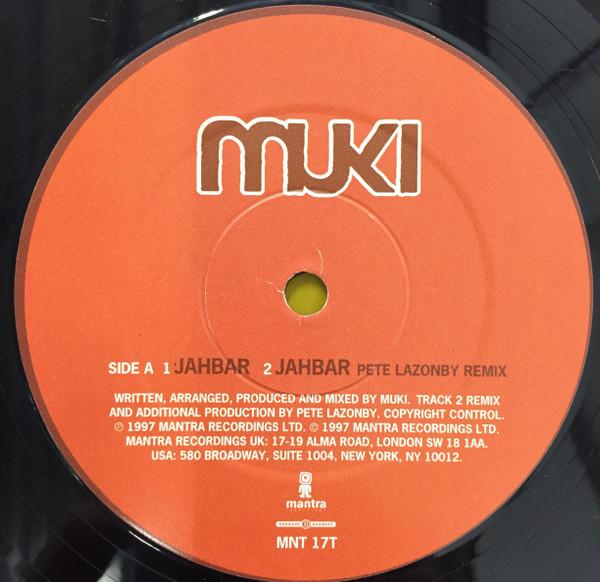 MUKI
SIDE A 1 JAHBAR 2 JAHBAR PETE LAZONBY REMIX
WRITTEN, ARRANGED, PRODUCED AND MIXED BY MUKI. TRACK 2 REMIX
AND ADDITIONAL PRODUCTION BY PETE LAZONBY. COPYRIGHT CONTROL.
℗ 1997 MANTRA RECORDINGS LTD. © 1997 MANTRA RECORDINGS LTD.
MANTRA RECORDINGS UK: 17-19 ALMA ROAD, LONDON SW 18 1AA.
USA: 580 BROADWAY, SUITE 1004, NEW YORK, NY 10012.
mantra
MNT 17T